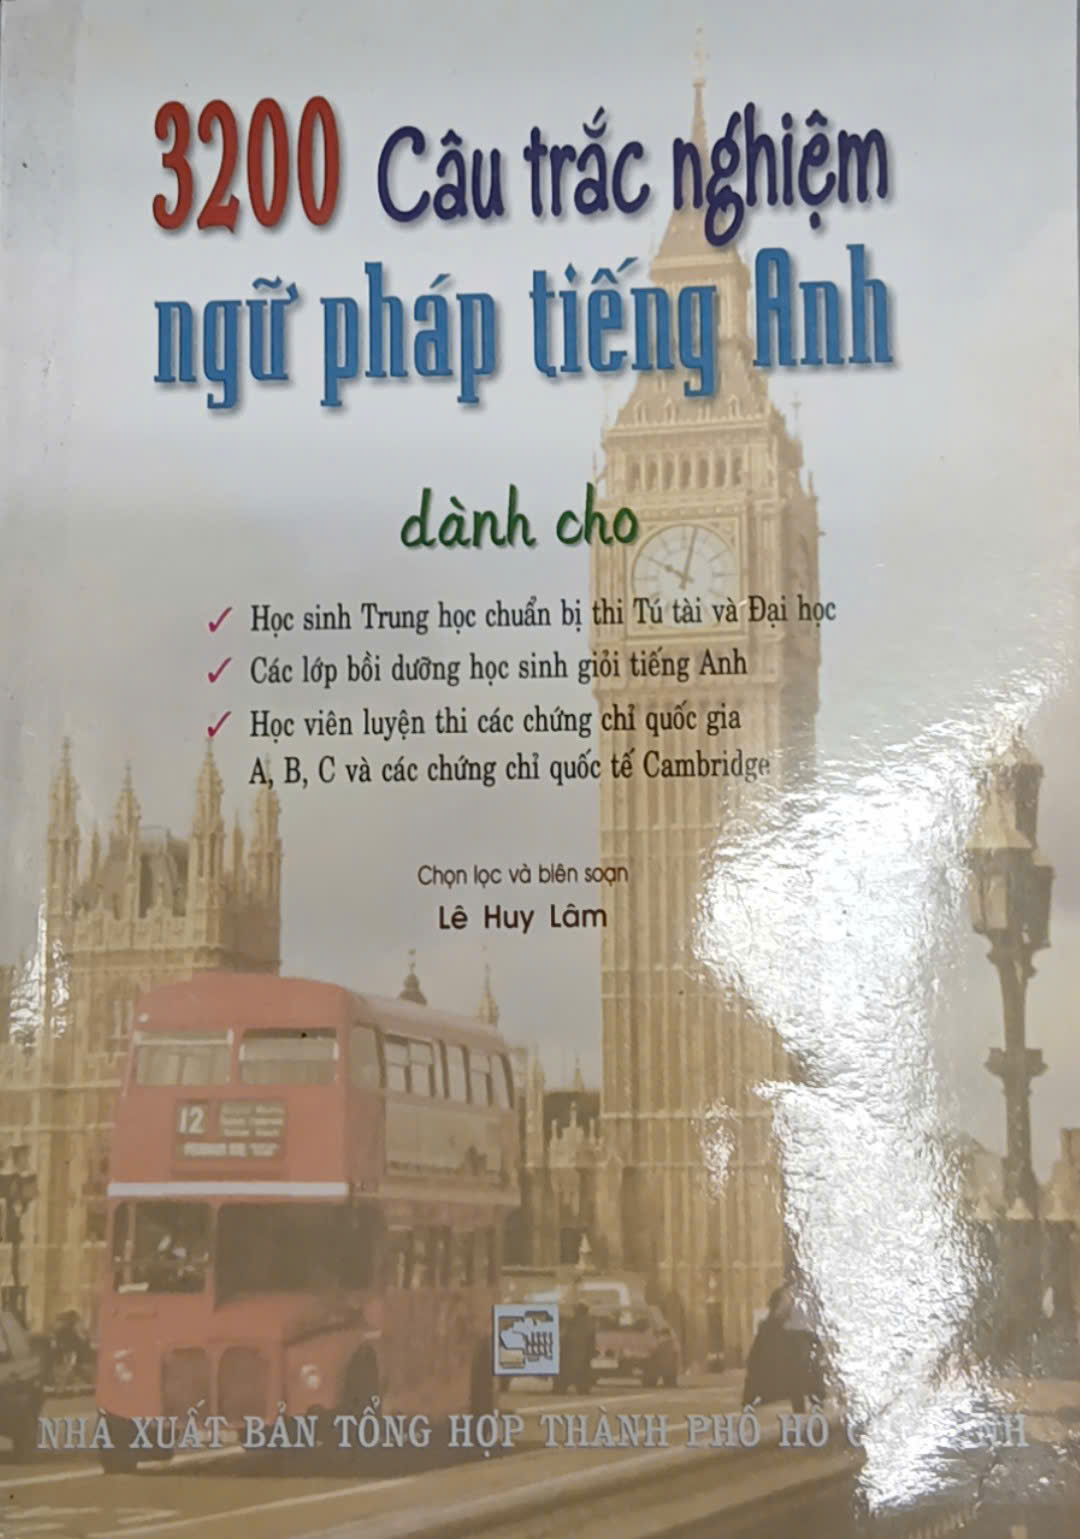 3200 Câu trắc nghiệm
ngữ pháp tiếng Anh
dành cho
✓ Học sinh Trung học chuẩn bị thi Tú tài và Đại học
✓ Các lớp bồi dưỡng học sinh giỏi tiếng Anh
✓ Học viên luyện thi các chứng chỉ quốc gia
A, B, C và các chứng chỉ quốc tế Cambridge
Chọn lọc và biên soạn
Lê Huy Lâm
12
NHÀ XUẤT BẢN TỔNG HỢP THÀNH PHỐ HỒ